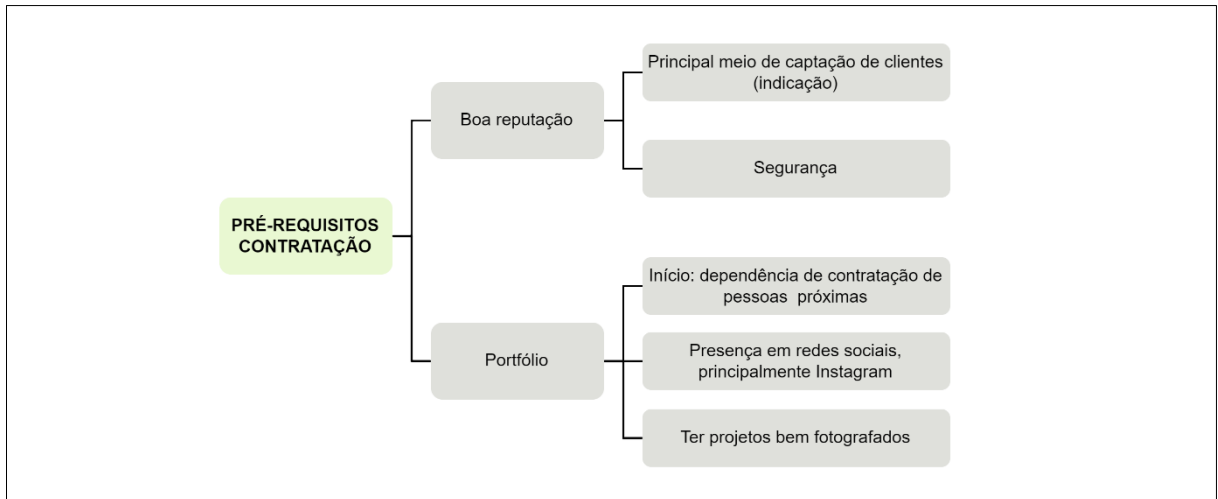 PRÉ-REQUISITOS
CONTRATAÇÃO
Boa reputação
Principal meio de captação de clientes
(indicação)
Segurança
Portfólio
Início: dependência de contratação de
pessoas próximas
Presença em redes sociais,
principalmente Instagram
Ter projetos bem fotografados